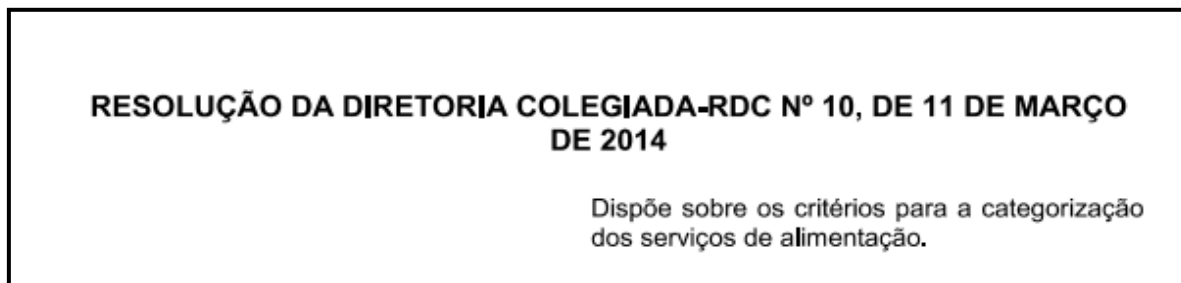 RESOLUÇÃO DA DIRETORIA COLEGIADA-RDC Nº 10, DE 11 DE MARÇO
DE 2014
Dispõe sobre os critérios para a categorização
dos serviços de alimentação.